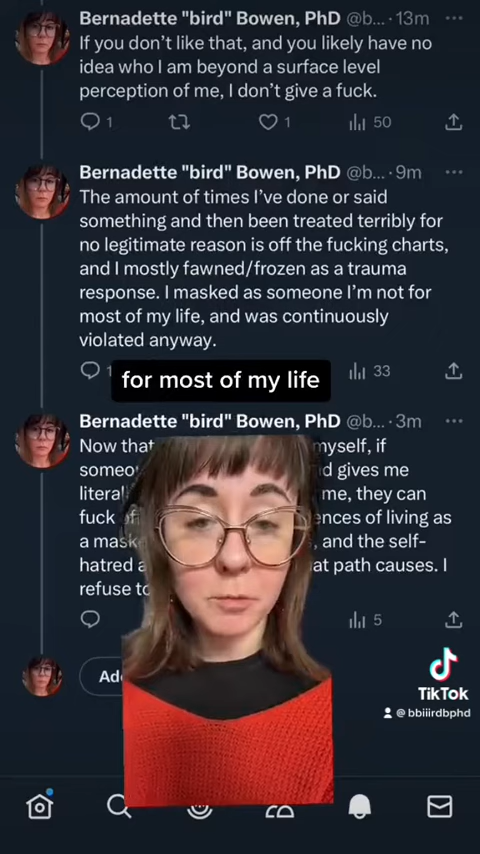 Bernadette "bird" Bowen, PhD @b... · 13m
If you don't like that, and you likely have no
idea who I am beyond a surface level
perception of me, I don't give a fuck.
1 1 50
Bernadette "bird" Bowen, PhD @b... · 9m
The amount of times I've done or said
something and then been treated terribly for
no legitimate reason is off the fucking charts,
and I mostly fawned/frozen as a trauma
response. I masked as someone I'm not for
most of my life, and was continuously
violated anyway.
33
for most of my life
Bernadette "bird" Bowen, PhD @b... · 3m
Now that myself, if
gives me
me, they can
fuck of living as
a and the self-
hatred path causes. I
refuse
5
TikTok
@bbiiirdbphd